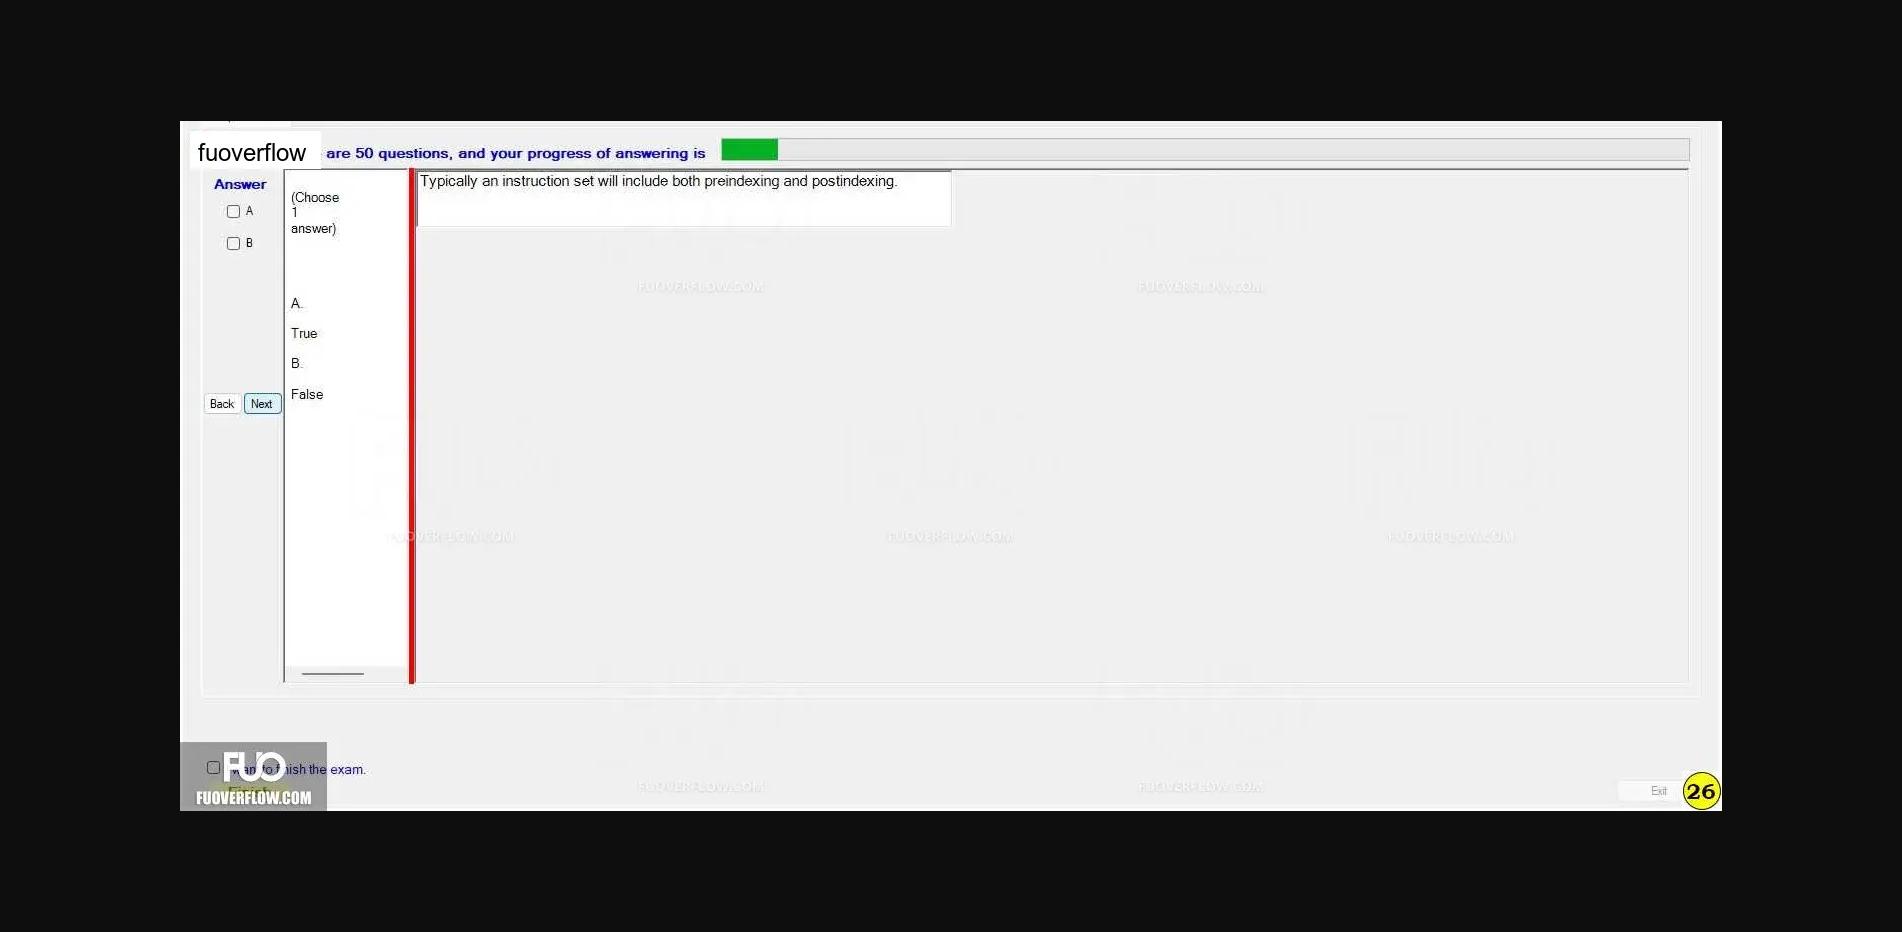 fuoverflow are 50 questions, and your progress of answering is
Answer
A
B
Back Next
(Choose
1
answer)
A.
True
B.
False
Typically an instruction set will include both preindexing and postindexing.
FUOVERFLOW.COM FUOVERFLOW.COM
FUOVERFLOW.COM FUOVERFLOW.COM FUOVERFLOW.COM
FUOVERFLOW.COM FUOVERFLOW.COM
want to finish the exam.
FUO
Finish
FUOVERFLOW.COM
Exit
26